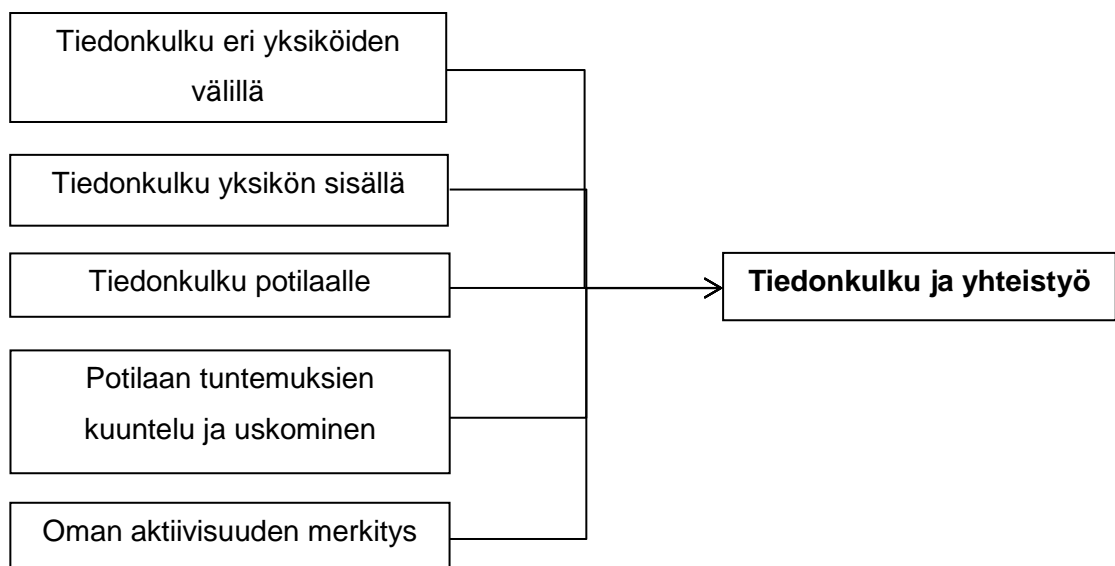 Tiedonkulku eri yksiköiden
välillä
Tiedonkulku yksikön sisällä
Tiedonkulku potilaalle
Potilaan tuntemuksien
kuuntelu ja uskominen
Oman aktiivisuuden merkitys
Tiedonkulku ja yhteistyö